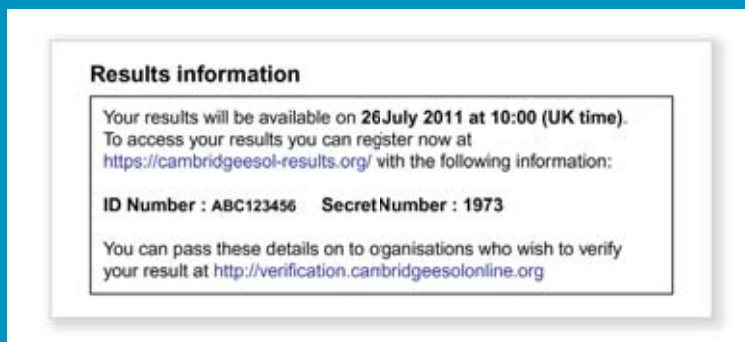 Results information
Your results will be available on 26July 2011 at 10:00 (UK time).
To access your results you can register now at
https://cambridgeesol-results.org/ vith the following information:
ID Number : ABC123456 SecretNumber : 1973
You can pass these details on to oganisations who wish to verify
your result at http://verification.canbridgeesolonline.org